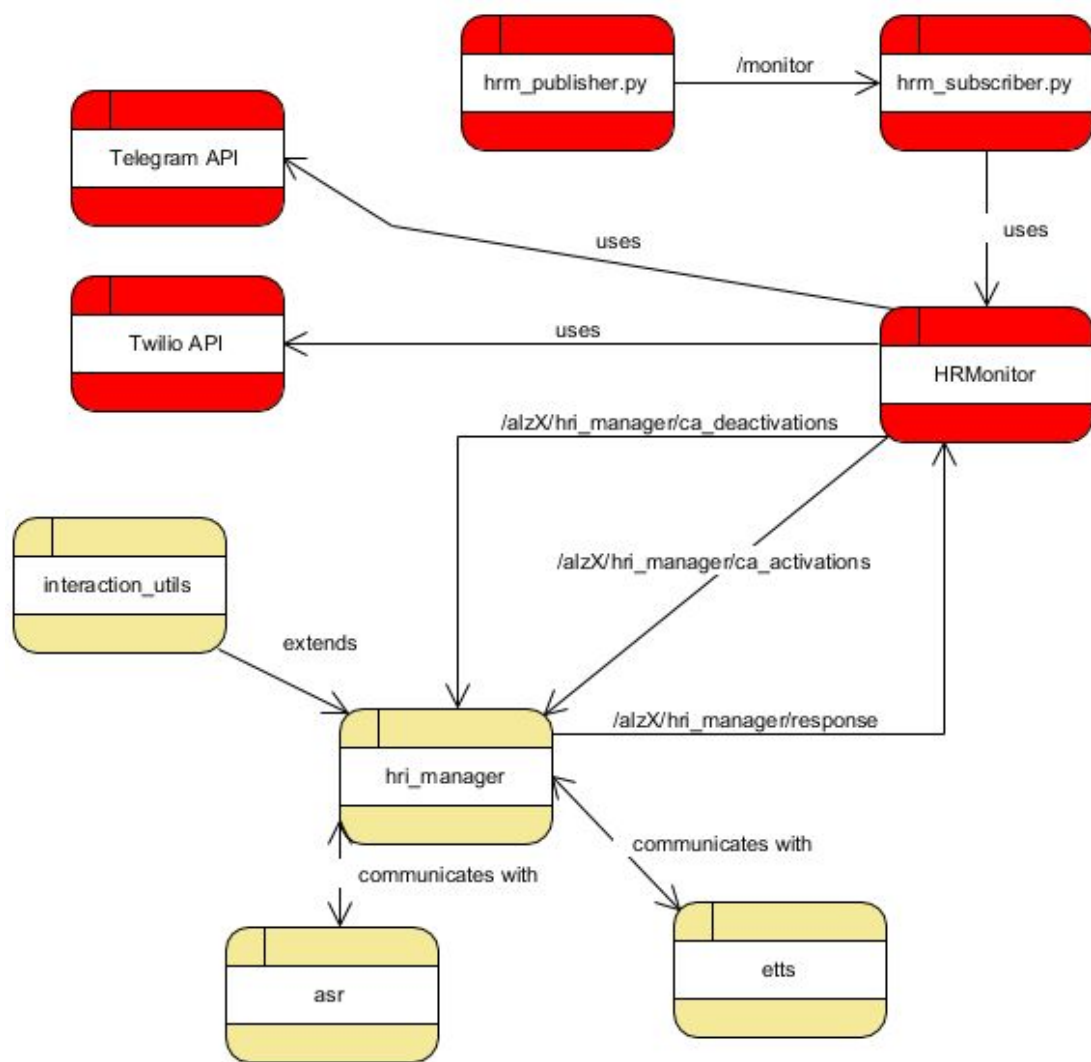 hrm_publisher.py
/monitor
hrm_subscriber.py
Telegram API
uses
uses
Twilio API
uses
HRMonitor
/alzX/hri_manager/ca_deactivations
/alzX/hri_manager/ca_activations
interaction_utils
extends
/alzX/hri_manager/response
hri_manager
communicates with
communicates with
etts
asr